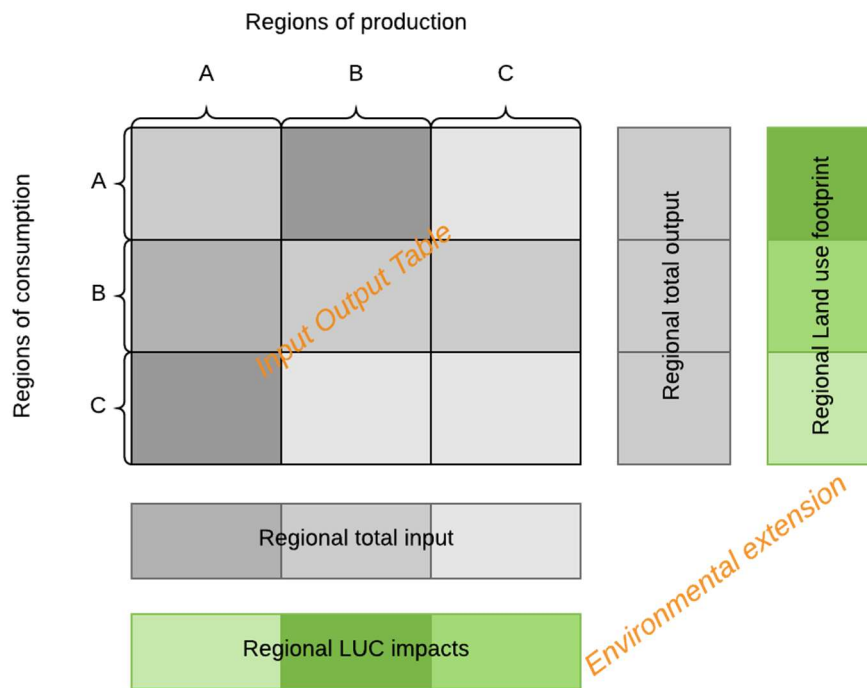 Regions of production
A
B
C
Regions of consumption
A
B
C
Input Output Table
Regional total output
Regional Land use footprint
Regional total input
Regional LUC impacts
Environmental extension